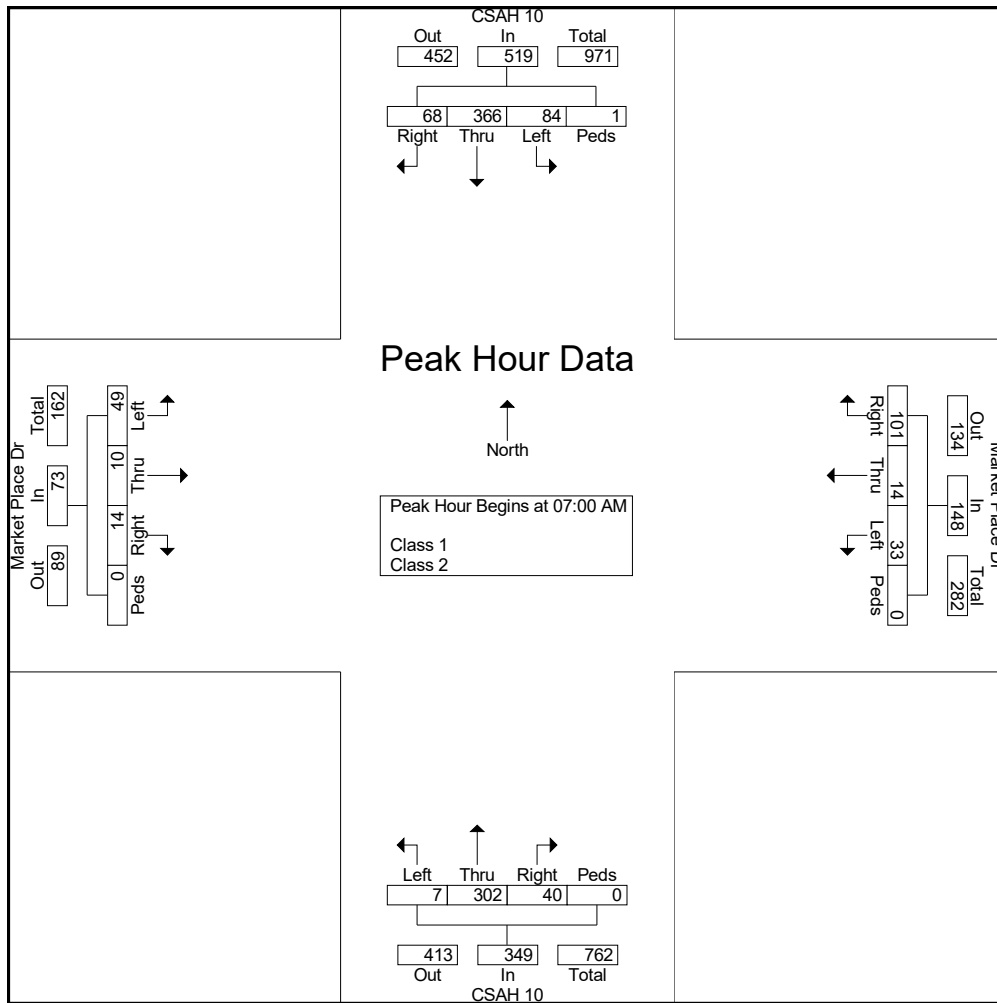 CSAH 10
Out In Total
452 519 971
68 366 84 1
Right Thru Left Peds
Peak Hour Data
North
Peak Hour Begins at 07:00 AM
Class 1
Class 2
Market Place Dr
Total In Out
162 73 89
49 10 14 0
Left Thru Right Peds
Right Thru Left Peds
101 14 33 0
134 148 282
Out In Total
Market Place Dr
Left Thru Right Peds
7 302 40 0
413 349 762
Out In Total
CSAH 10